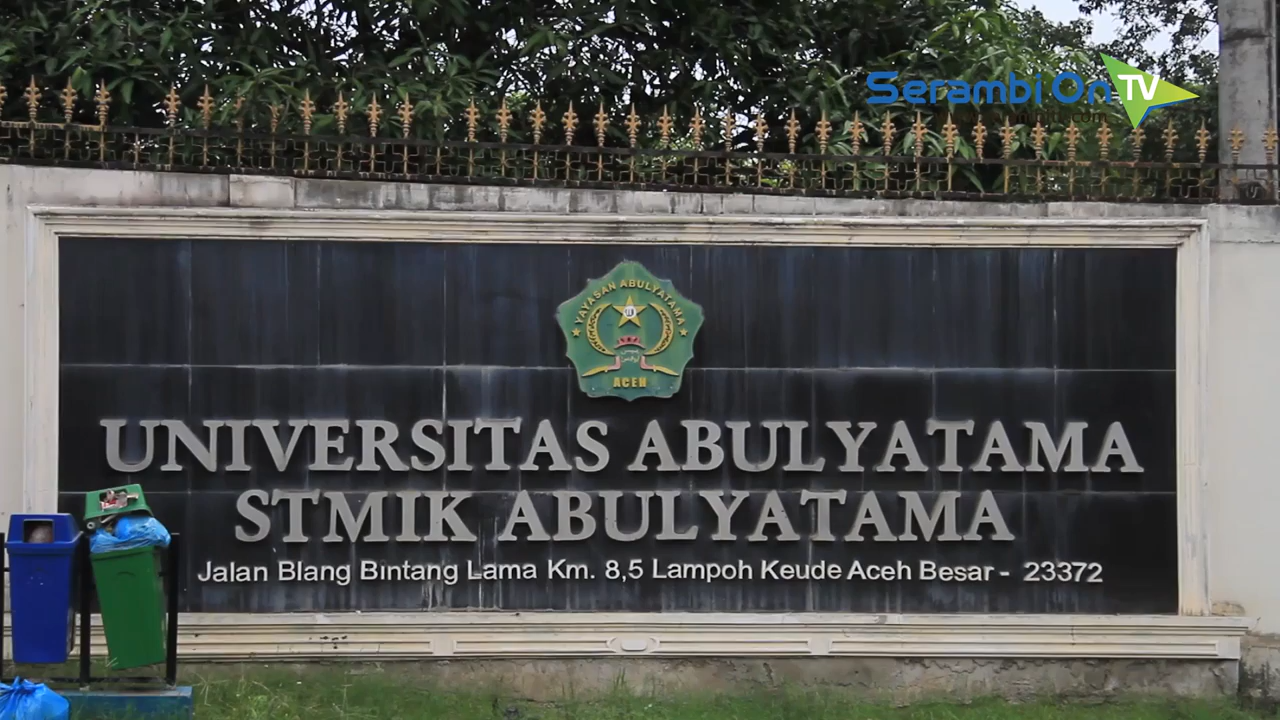 Serambi On TV
YAYASAN ABULYATAMA
ACEH
UNIVERSITAS ABULYATAMA
STMIK ABULYATAMA
Jalan Blang Bintang Lama Km. 8,5 Lampoh Keude Aceh Besar - 23372